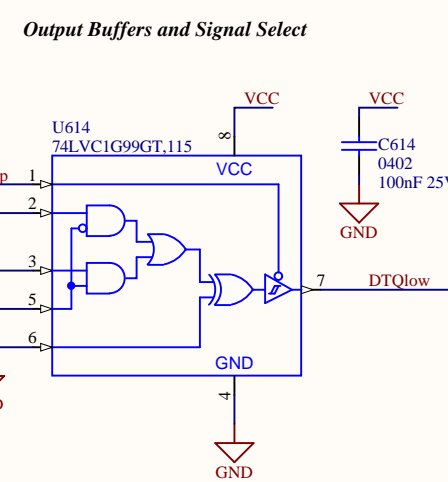 Output Buffers and Signal Select
VCC
VCC
U614
74LVC1G99GT,115
8
C614
0402
100nF 25V
VCC
GND
p
1
2
3
5
6
7
DTQlow
GND
4
GND